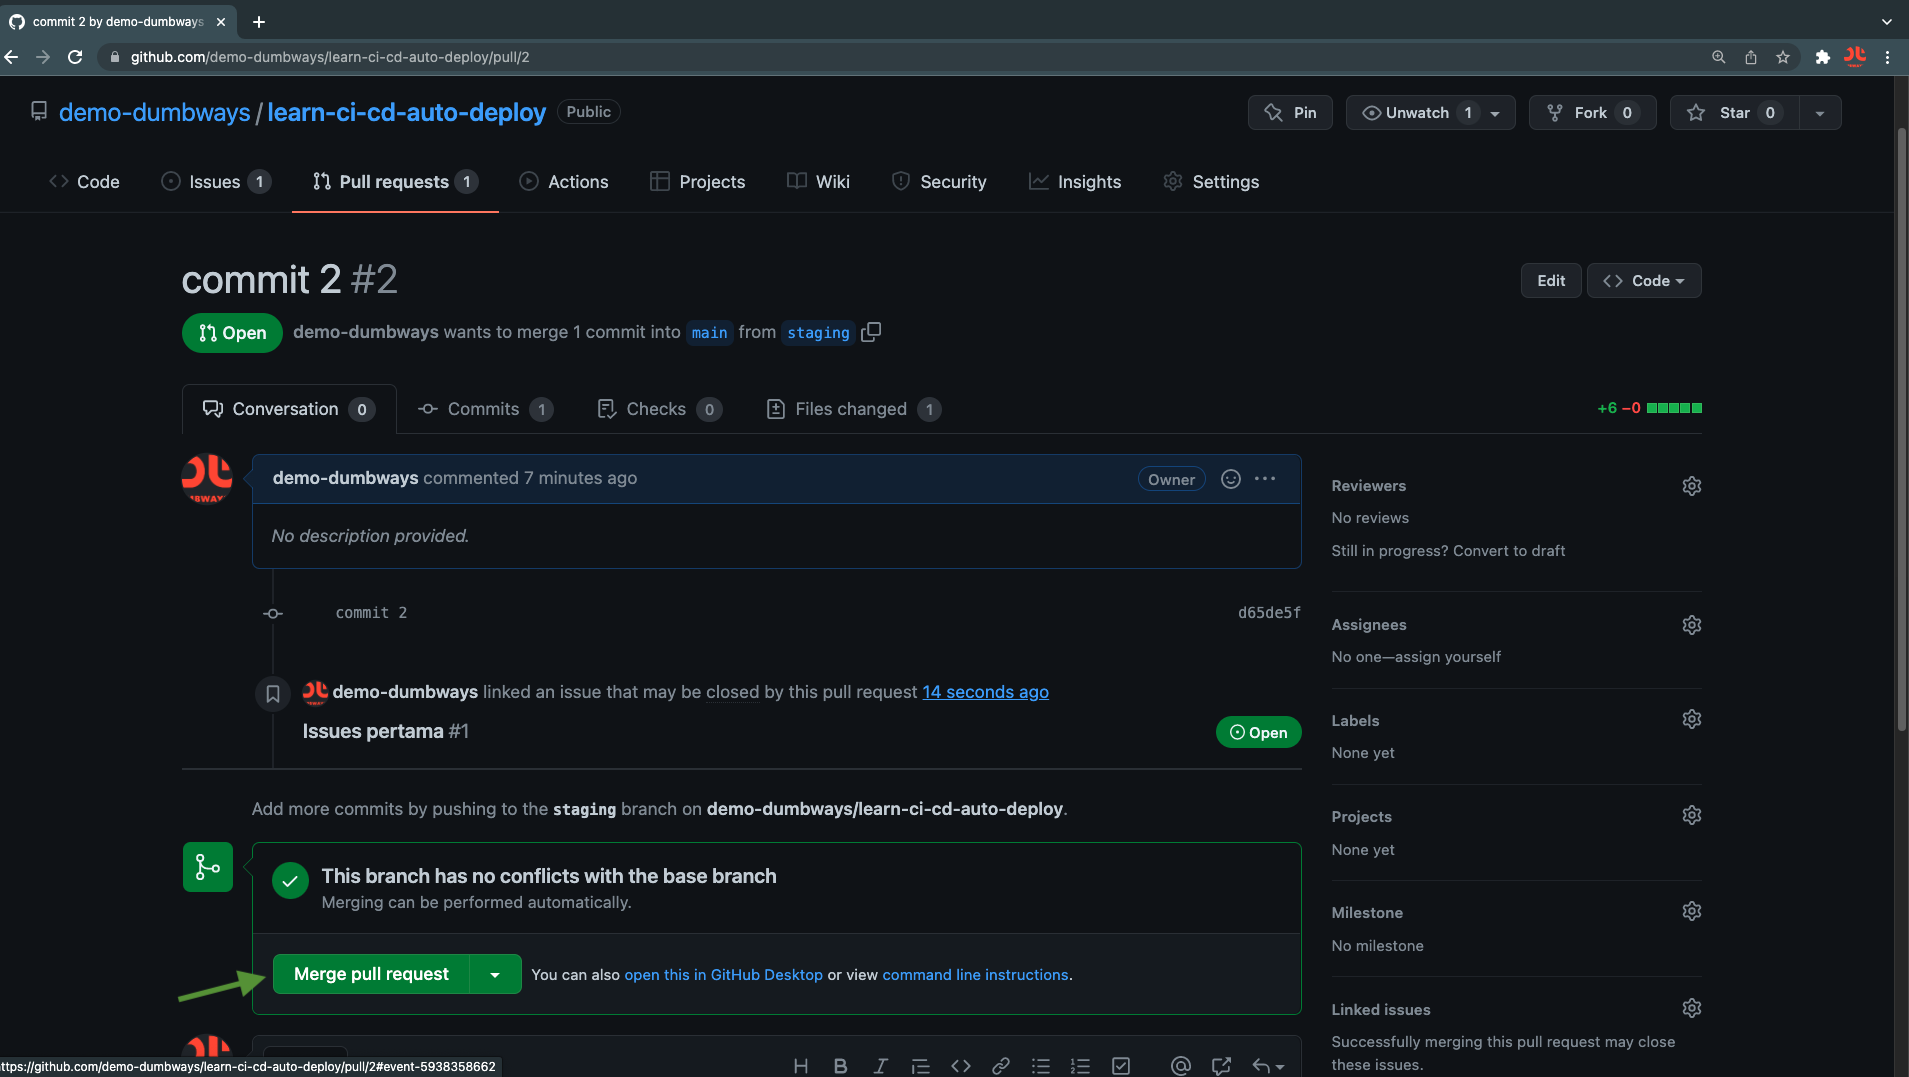 commit 2 by demo-dumbways
github.com/demo-dumbways/learn-ci-cd-auto-deploy/pull/2
demo-dumbways / learn-ci-cd-auto-deploy Public
Pin
Unwatch 1
Fork 0
Star 0
Code
Issues 1
Pull requests 1
Actions
Projects
Wiki
Security
Insights
Settings
commit 2 #2
Edit
Code
Open demo-dumbways wants to merge 1 commit into main from staging
Conversation 0
Commits 1
Checks 0
Files changed 1
+6 −0
demo-dumbways commented 7 minutes ago
Owner
No description provided.
commit 2
d65de5f
demo-dumbways linked an issue that may be closed by this pull request 14 seconds ago
Issues pertama #1
Open
Add more commits by pushing to the staging branch on demo-dumbways/learn-ci-cd-auto-deploy.
This branch has no conflicts with the base branch
Merging can be performed automatically.
Merge pull request
You can also open this in GitHub Desktop or view command line instructions.
Reviewers
No reviews
Still in progress? Convert to draft
Assignees
No one—assign yourself
Labels
None yet
Projects
None yet
Milestone
No milestone
Linked issues
Successfully merging this pull request may close
these issues.
ttps://github.com/demo-dumbways/learn-ci-cd-auto-deploy/pull/2#event-5938358662